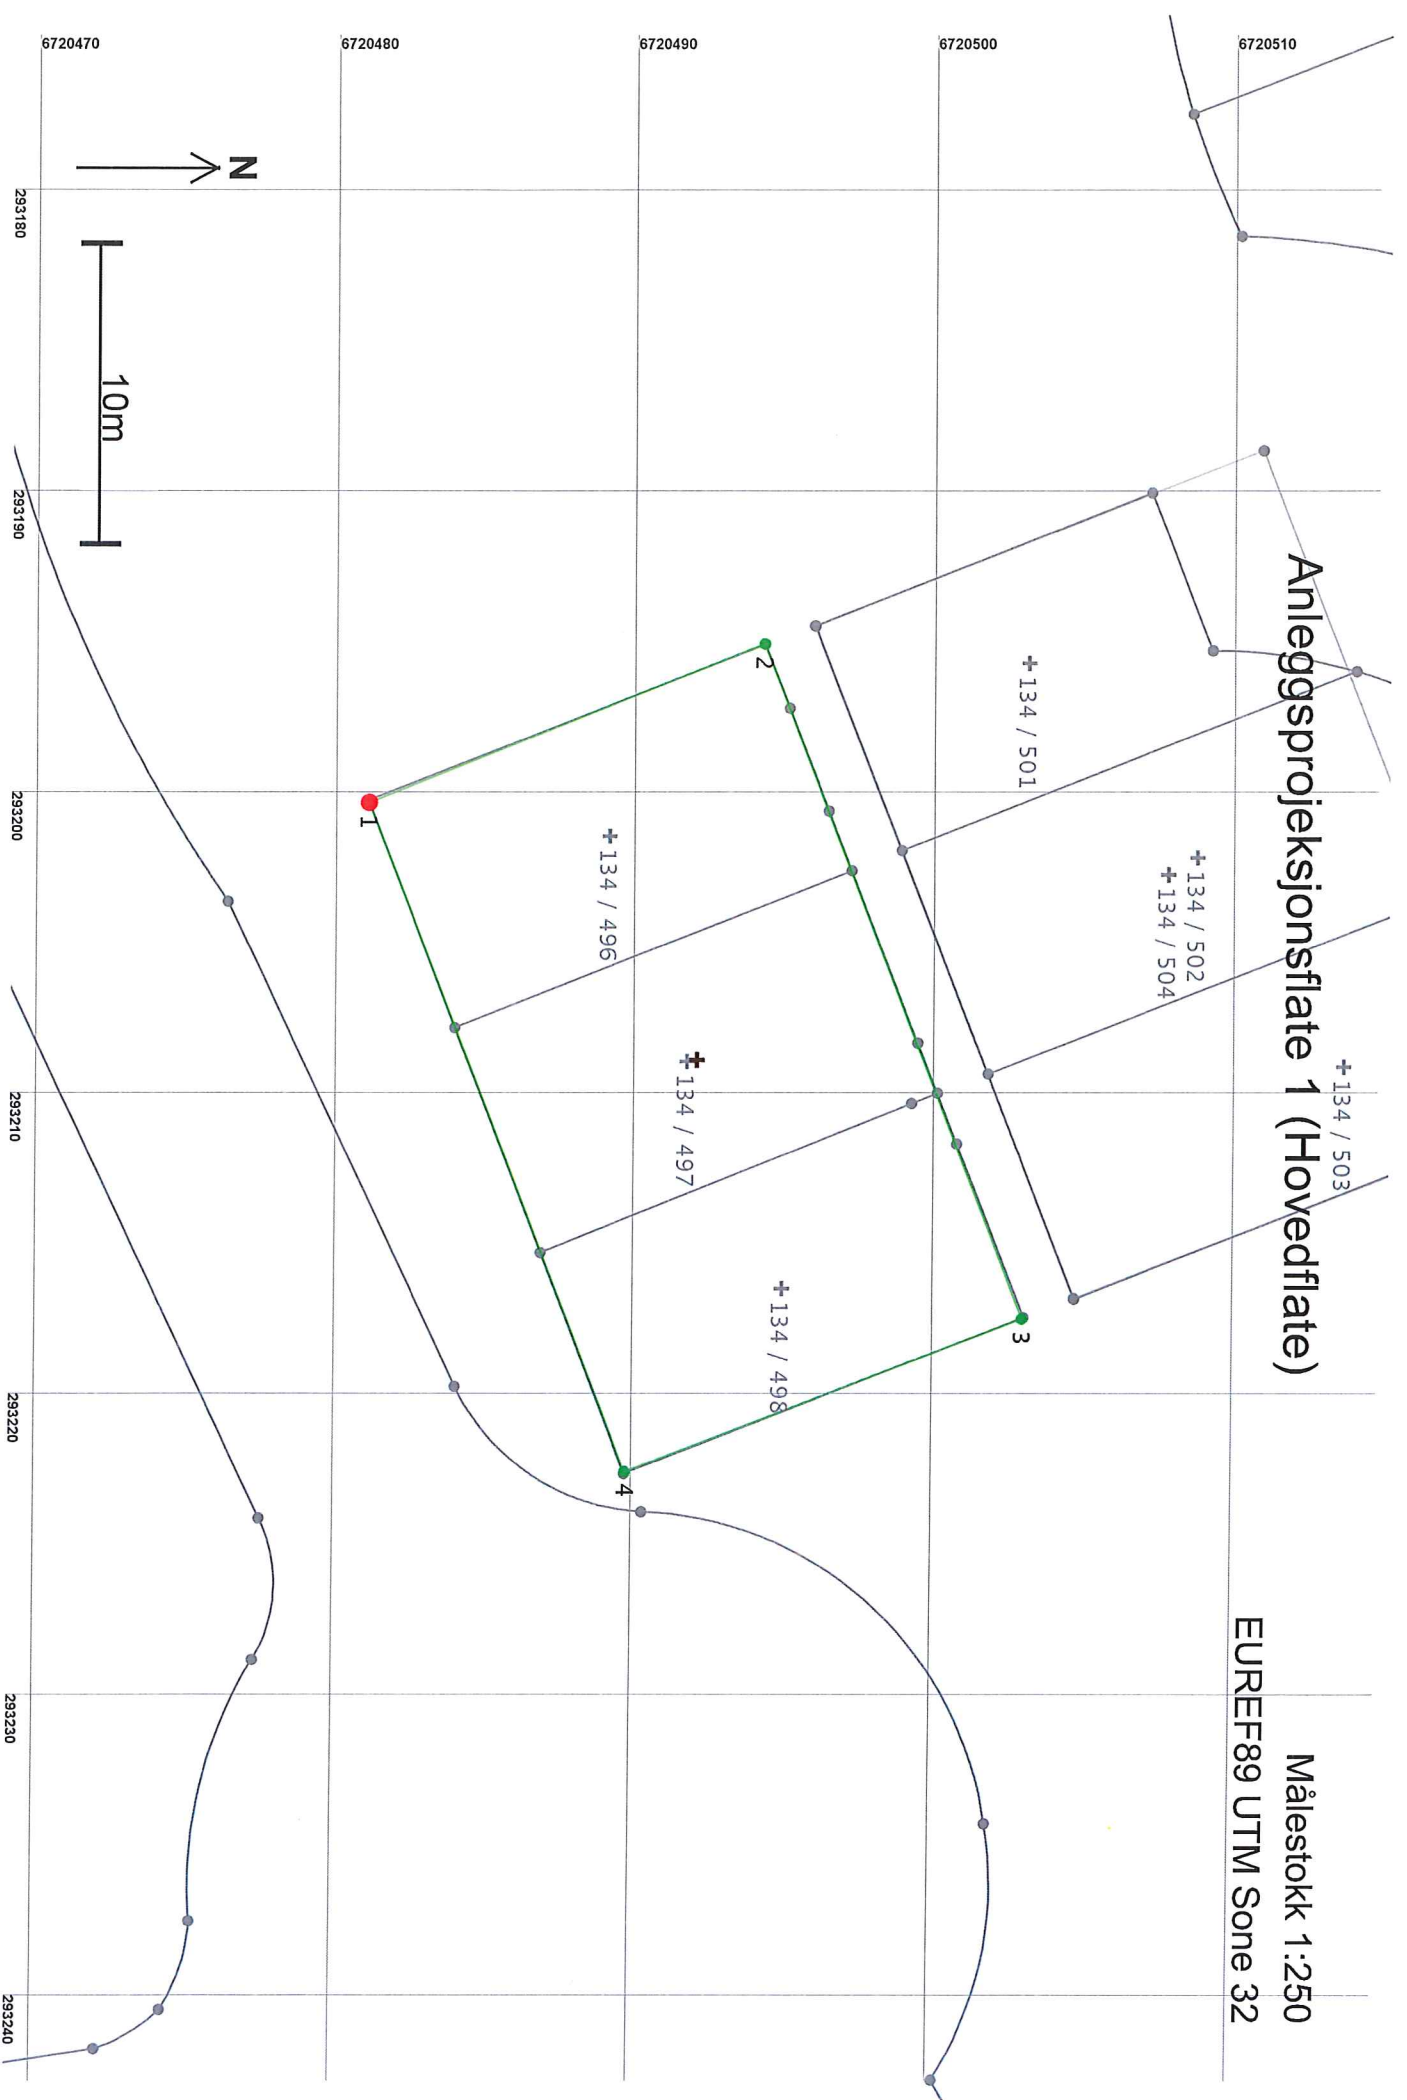 Anleggsprojeksjonsflate 1 (Hovedflate)
Målestokk 1:250
EUREF89 UTM Sone 32
6720470
6720480
6720490
6720500
6720510
N
10m
293180
293190
293200
293210
293220
293230
293240
134 / 503
134 / 502
134 / 504
134 / 501
134 / 498
134 / 497
134 / 496
1
2
3
4